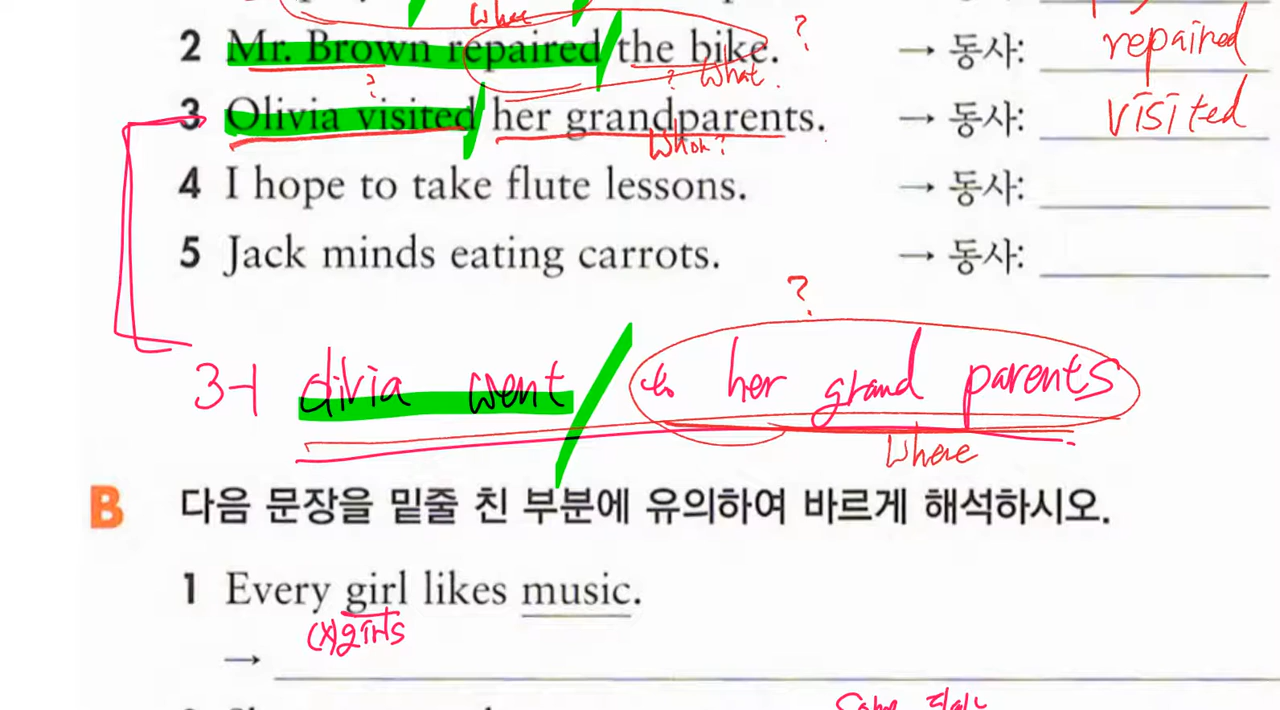 whee
2 Mr. Brown repaired the bike. ? → 동사: repaired
? ? what
3 Olivia visited her grandparents. → 동사: visited
whom?
4 I hope to take flute lessons. → 동사:
5 Jack minds eating carrots. → 동사:
?
3-1 Olivia went to her grand parents
where
B 다음 문장을 밑줄 친 부분에 유의하여 바르게 해석하시오.
1 Every girl likes music.
(x)girls
→